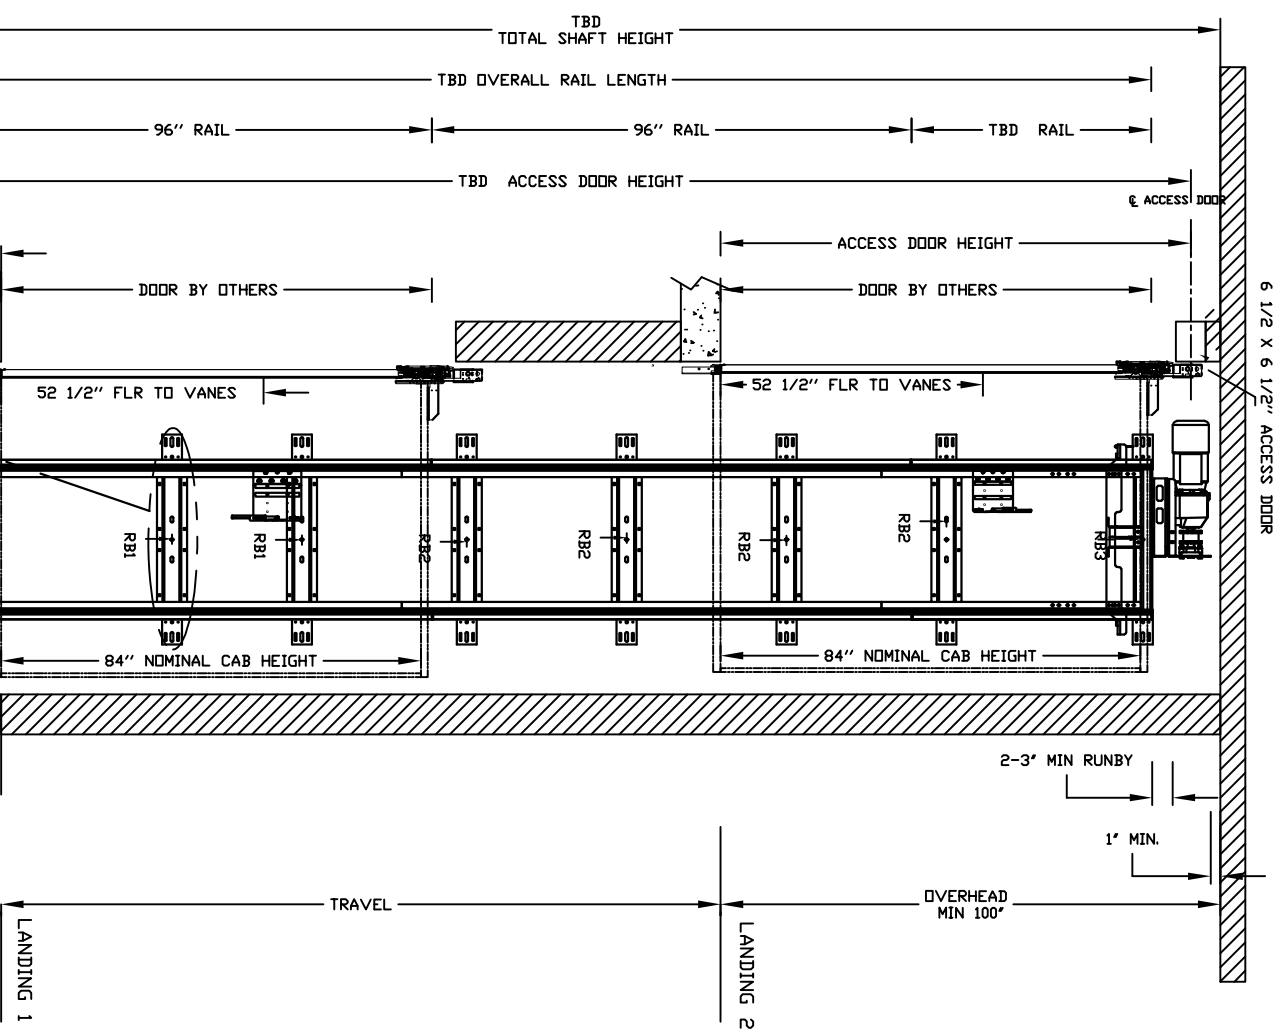 TBD
TOTAL SHAFT HEIGHT
TBD OVERALL RAIL LENGTH
96'' RAIL
96'' RAIL
TBD RAIL
TBD ACCESS DOOR HEIGHT
℄ ACCESS DOOR
ACCESS DOOR HEIGHT
DOOR BY OTHERS
DOOR BY OTHERS
6 1/2 X 6 1/2'' ACCESS DOOR
52 1/2'' FLR TO VANES
52 1/2'' FLR TO VANES
RB1
RB1
RB2
RB2
RB2
RB2
RB3
84'' NOMINAL CAB HEIGHT
84'' NOMINAL CAB HEIGHT
2-3" MIN RUNBY
1" MIN.
TRAVEL
OVERHEAD
MIN 100"
LANDING 1
LANDING 2